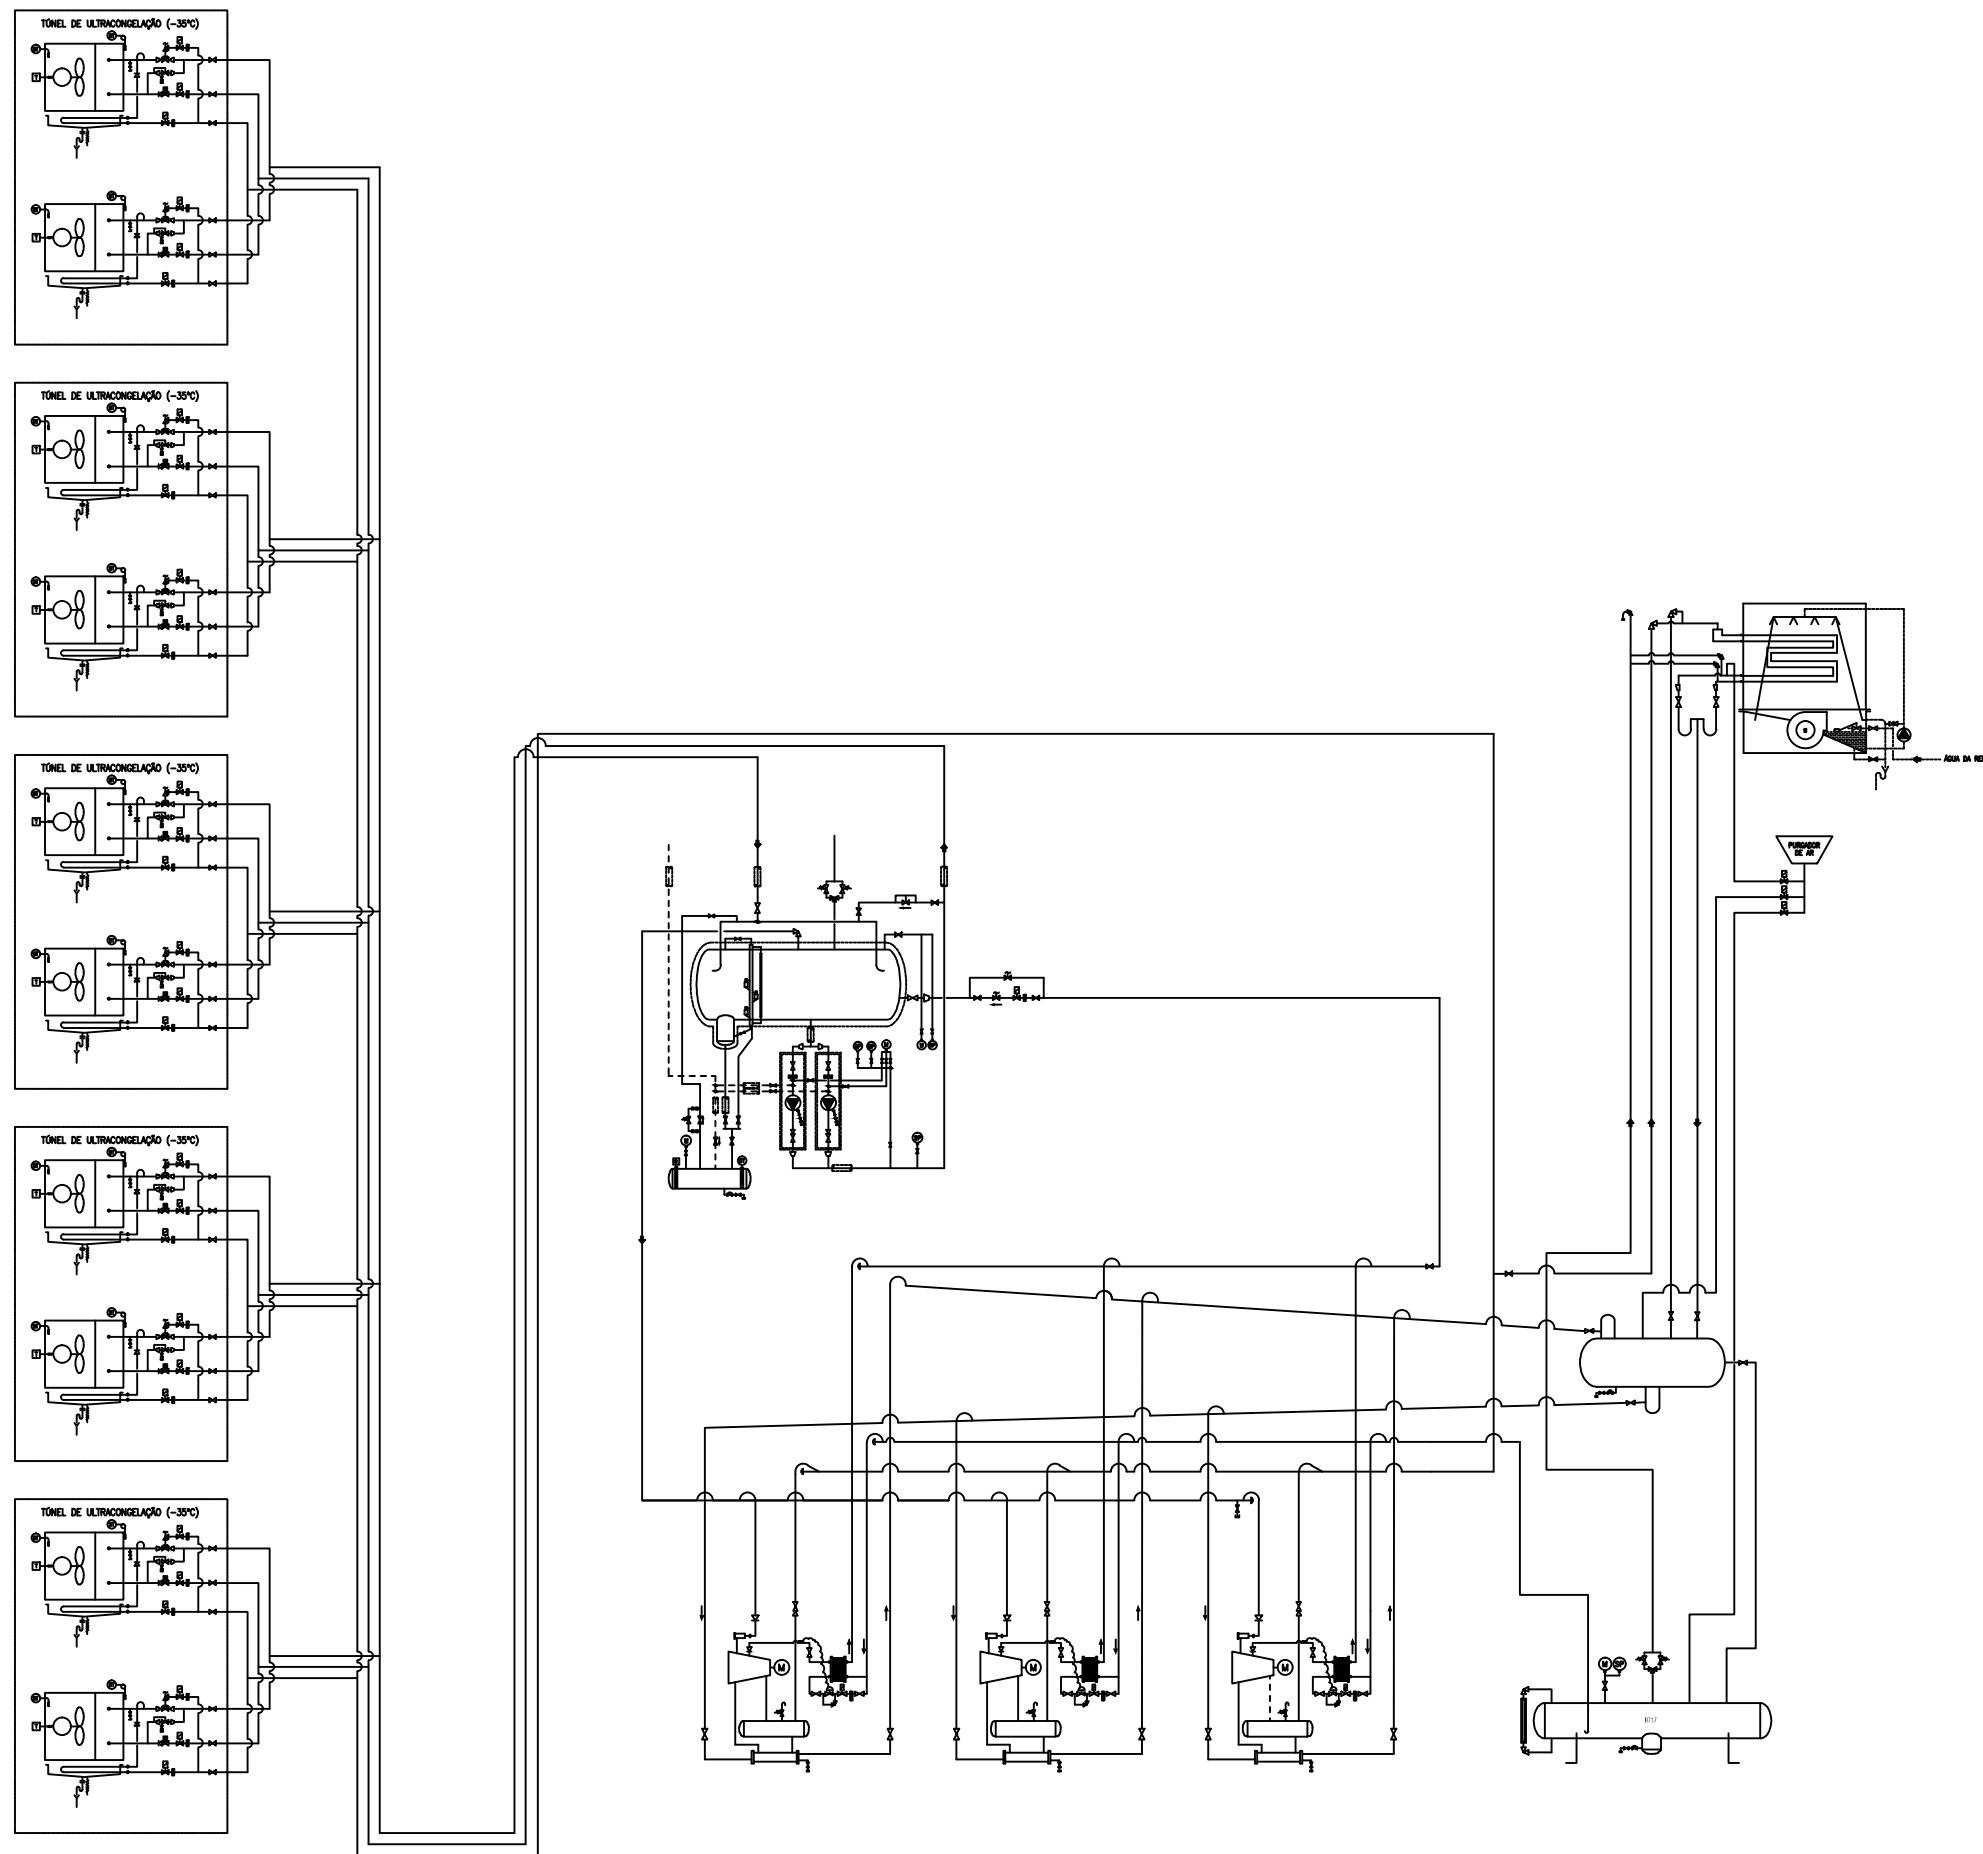 TÚNEL DE ULTRACONGELAÇÃO (-35°C)
T
T
TÚNEL DE ULTRACONGELAÇÃO (-35°C)
T
T
TÚNEL DE ULTRACONGELAÇÃO (-35°C)
T
T
TÚNEL DE ULTRACONGELAÇÃO (-35°C)
T
T
TÚNEL DE ULTRACONGELAÇÃO (-35°C)
T
T
ÁGUA DA RE
PURGADOR
DE AR
M
M
M
M SP
R717